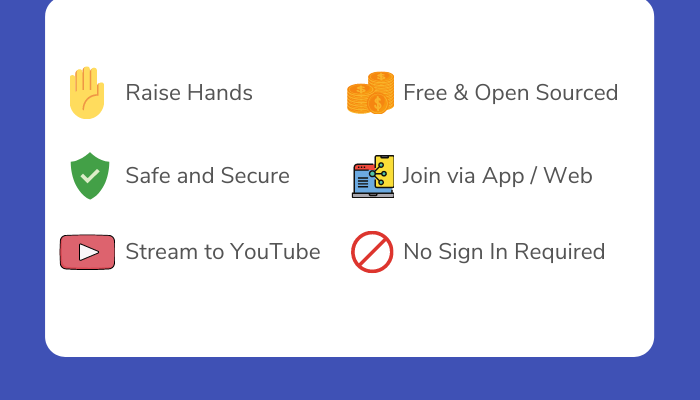 Raise Hands
Free & Open Sourced
Safe and Secure
Join via App / Web
Stream to YouTube
No Sign In Required